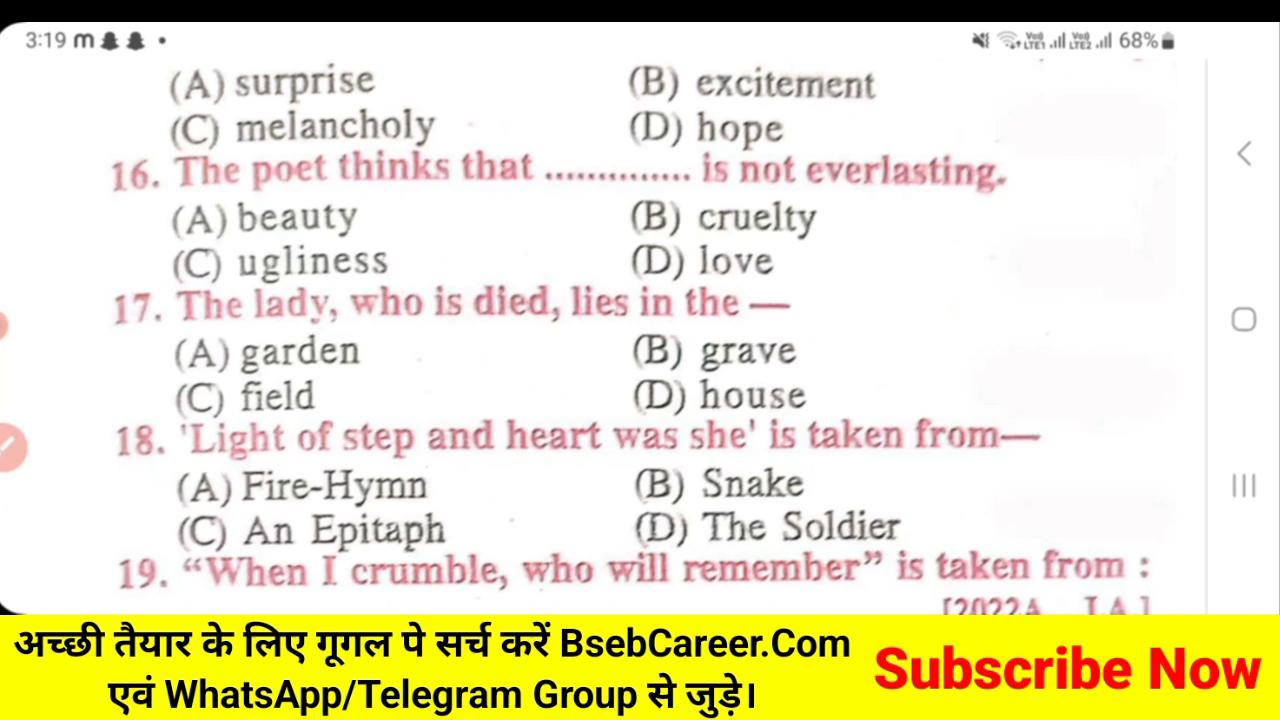 3:19 m
68%
(A) surprise (B) excitement
(C) melancholy (D) hope
16. The poet thinks that .............. is not everlasting.
(A) beauty (B) cruelty
(C) ugliness (D) love
17. The lady, who is died, lies in the —
(A) garden (B) grave
(C) field (D) house
18. 'Light of step and heart was she' is taken from—
(A) Fire-Hymn (B) Snake
(C) An Epitaph (D) The Soldier
19. “When I crumble, who will remember” is taken from :
अच्छी तैयार के लिए गूगल पे सर्च करें BsebCareer.Com
एवं WhatsApp/Telegram Group से जुड़े।
Subscribe Now